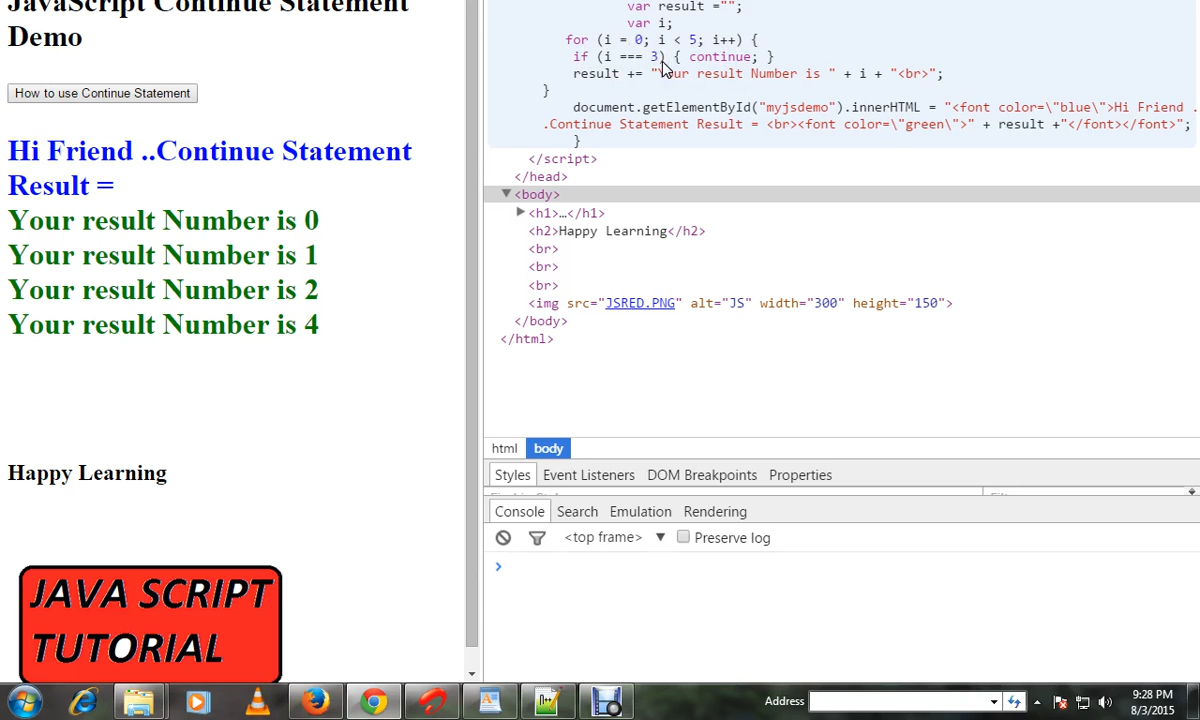 JavaScript Continue Statement
Demo
How to use Continue Statement
Hi Friend ..Continue Statement
Result =
Your result Number is 0
Your result Number is 1
Your result Number is 2
Your result Number is 4
Happy Learning
JAVA SCRIPT
TUTORIAL
var result ="";
var i;
for (i = 0; i < 5; i++) {
if (i === 3) { continue; }
result += "Your result Number is " + i + "<br>";
}
document.getElementById("myjsdemo").innerHTML = "<font color=\"blue\">Hi Friend .
.Continue Statement Result = <br><font color=\"green\">" + result +"</font></font>";
}
</script>
</head>
▼<body>
▶<h1>…</h1>
<h2>Happy Learning</h2>
<br>
<br>
<br>
<img src="JSRED.PNG" alt="JS" width="300" height="150">
</body>
</html>
html body
Styles Event Listeners DOM Breakpoints Properties
Console Search Emulation Rendering
<top frame> ▼ Preserve log
>
Address
9:28 PM
8/3/2015